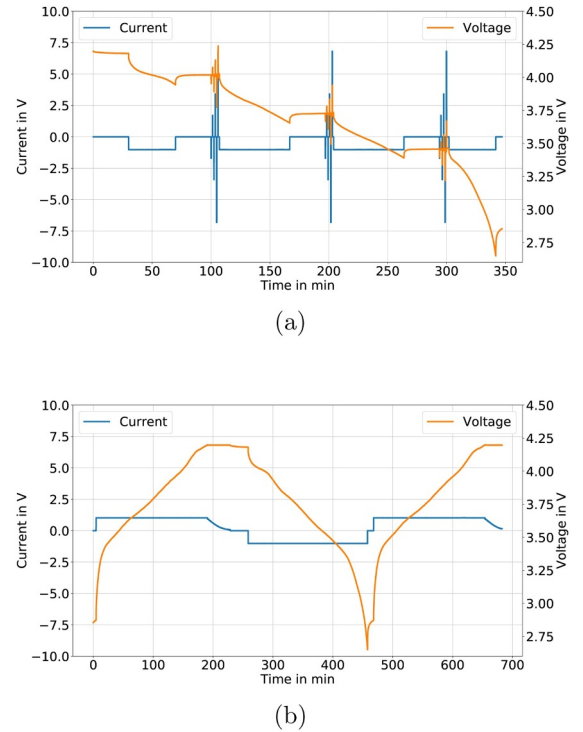 10.0
7.5
5.0
2.5
0.0
−2.5
−5.0
−7.5
−10.0
Current in V
Current
Voltage
4.50
4.25
4.00
3.75
3.50
3.25
3.00
2.75
Voltage in V
0 50 100 150 200 250 300 350
Time in min
(a)
10.0
7.5
5.0
2.5
0.0
−2.5
−5.0
−7.5
−10.0
Current in V
Current
Voltage
4.50
4.25
4.00
3.75
3.50
3.25
3.00
2.75
Voltage in V
0 100 200 300 400 500 600 700
Time in min
(b)